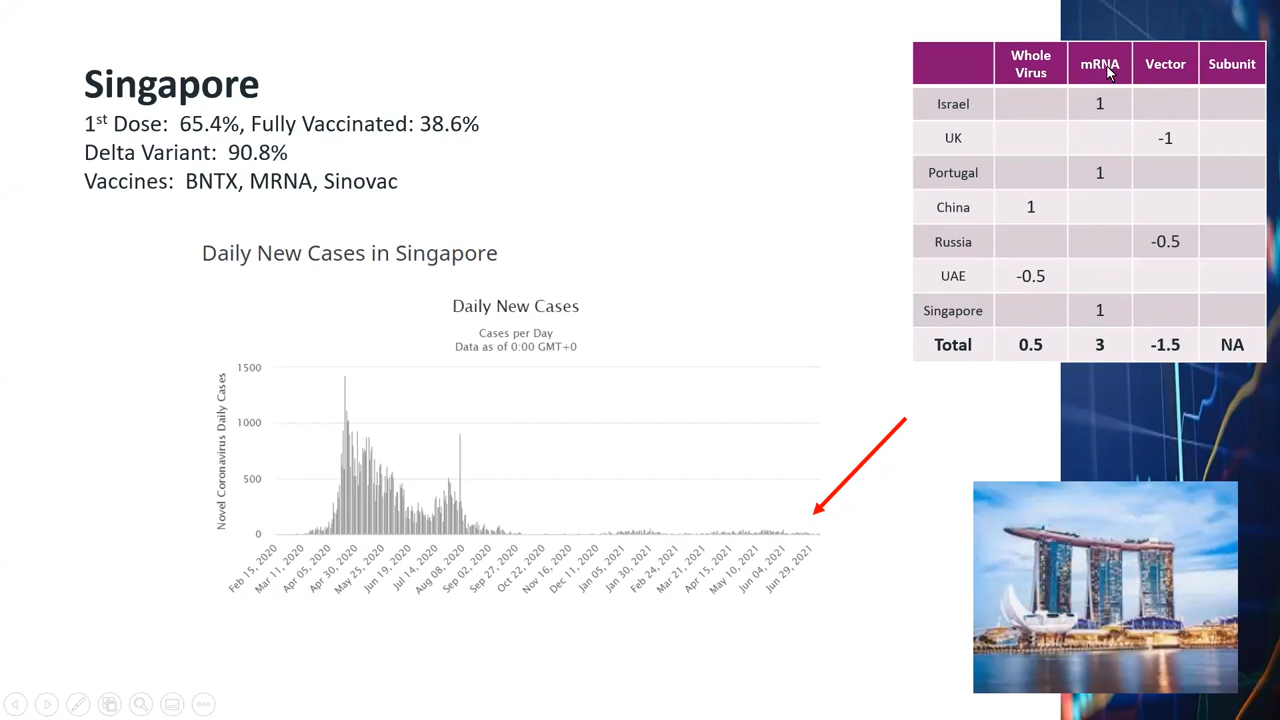 Singapore
1st Dose: 65.4%, Fully Vaccinated: 38.6%
Delta Variant: 90.8%
Vaccines: BNTX, MRNA, Sinovac
Daily New Cases in Singapore
Daily New Cases
Cases per Day
Data as of 0:00 GMT+0
Novel Coronavirus Daily Cases
1500
1000
500
0
Feb 15, 2020
Mar 11, 2020
Apr 05, 2020
Apr 30, 2020
May 25, 2020
Jun 19, 2020
Jul 14, 2020
Aug 08, 2020
Sep 02, 2020
Sep 27, 2020
Oct 22, 2020
Nov 16, 2020
Dec 11, 2020
Jan 05, 2021
Jan 30, 2021
Feb 24, 2021
Mar 21, 2021
Apr 15, 2021
May 10, 2021
Jun 04, 2021
Jun 29, 2021
Whole Virus mRNA Vector Subunit
Israel 1
UK -1
Portugal 1
China 1
Russia -0.5
UAE -0.5
Singapore 1
Total 0.5 3 -1.5 NA